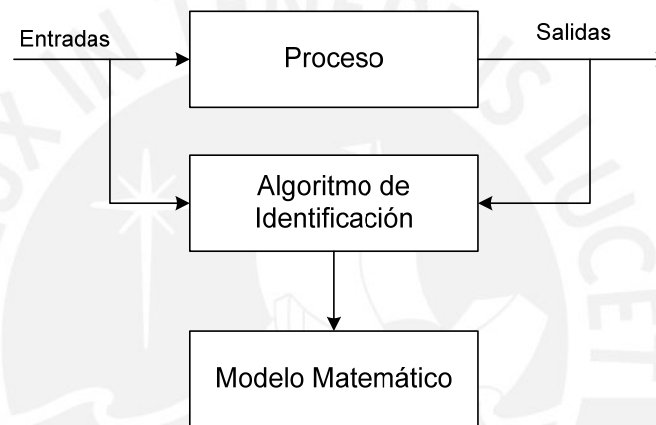 Entradas
Proceso
Salidas
Algoritmo de
Identificación
Modelo Matemático